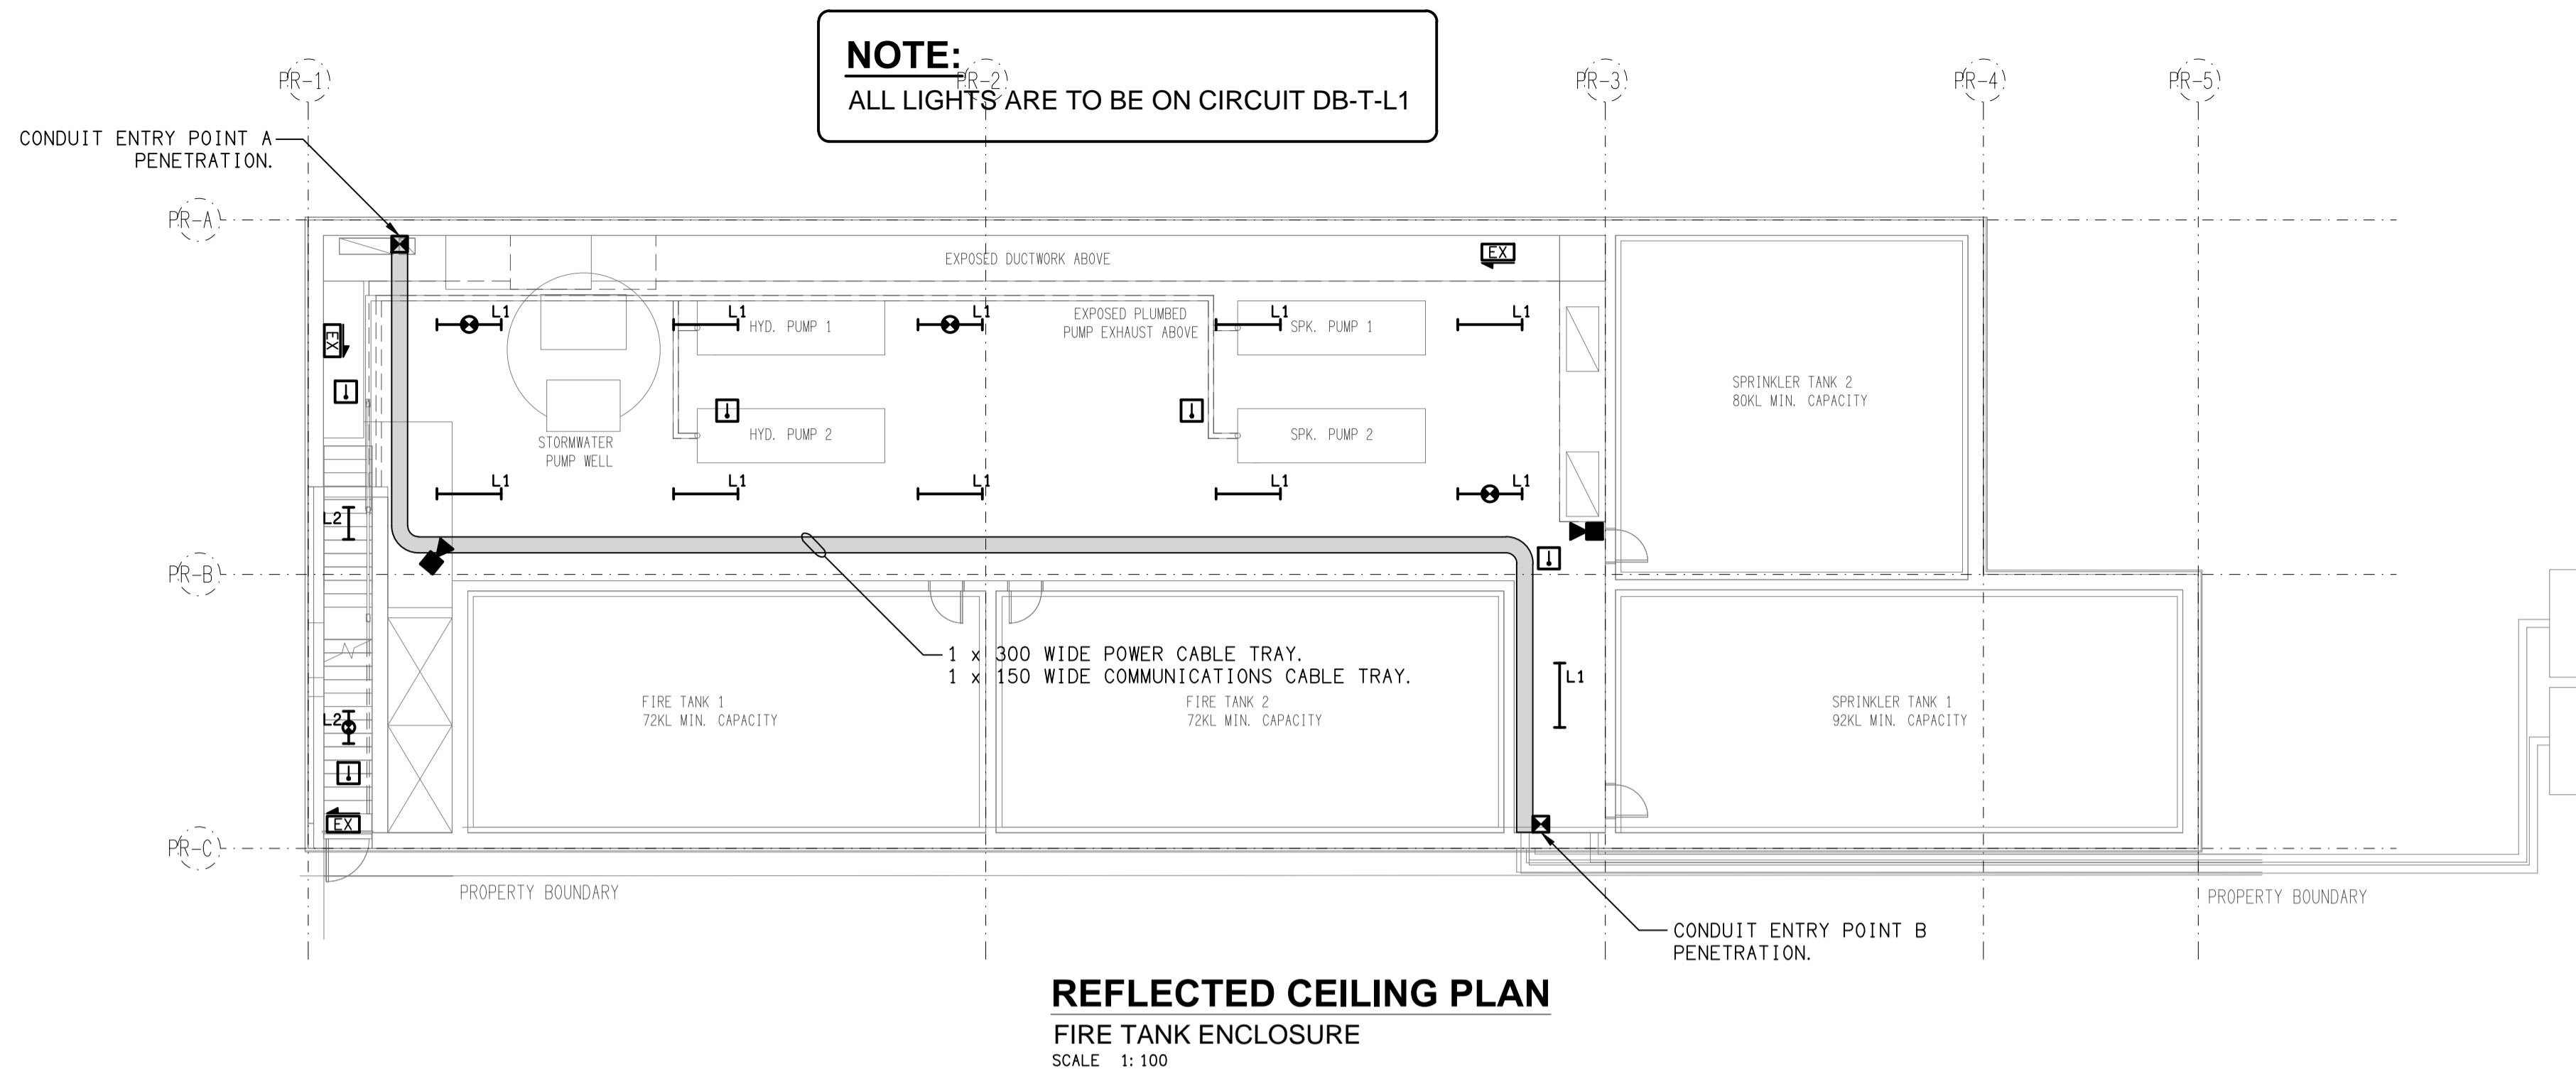 NOTE:
ALL LIGHTS ARE TO BE ON CIRCUIT DB-T-L1
PR-1
PR-2
PR-3
PR-4
PR-5
CONDUIT ENTRY POINT A
PENETRATION.
PR-A
EXPOSED DUCTWORK ABOVE
EX
L1
L1
L1
L1
L1
EX
HYD. PUMP 1
EXPOSED PLUMBED
PUMP EXHAUST ABOVE
SPK. PUMP 1
SPRINKLER TANK 2
80KL MIN. CAPACITY
HYD. PUMP 2
SPK. PUMP 2
STORMWATER
PUMP WELL
L1
L1
L1
L1
L1
L2
PR-B
1 x 300 WIDE POWER CABLE TRAY.
1 x 150 WIDE COMMUNICATIONS CABLE TRAY.
L1
FIRE TANK 1
72KL MIN. CAPACITY
FIRE TANK 2
72KL MIN. CAPACITY
SPRINKLER TANK 1
92KL MIN. CAPACITY
L2
EX
PR-C
PROPERTY BOUNDARY
PROPERTY BOUNDARY
CONDUIT ENTRY POINT B
PENETRATION.
REFLECTED CEILING PLAN
FIRE TANK ENCLOSURE
SCALE 1:100